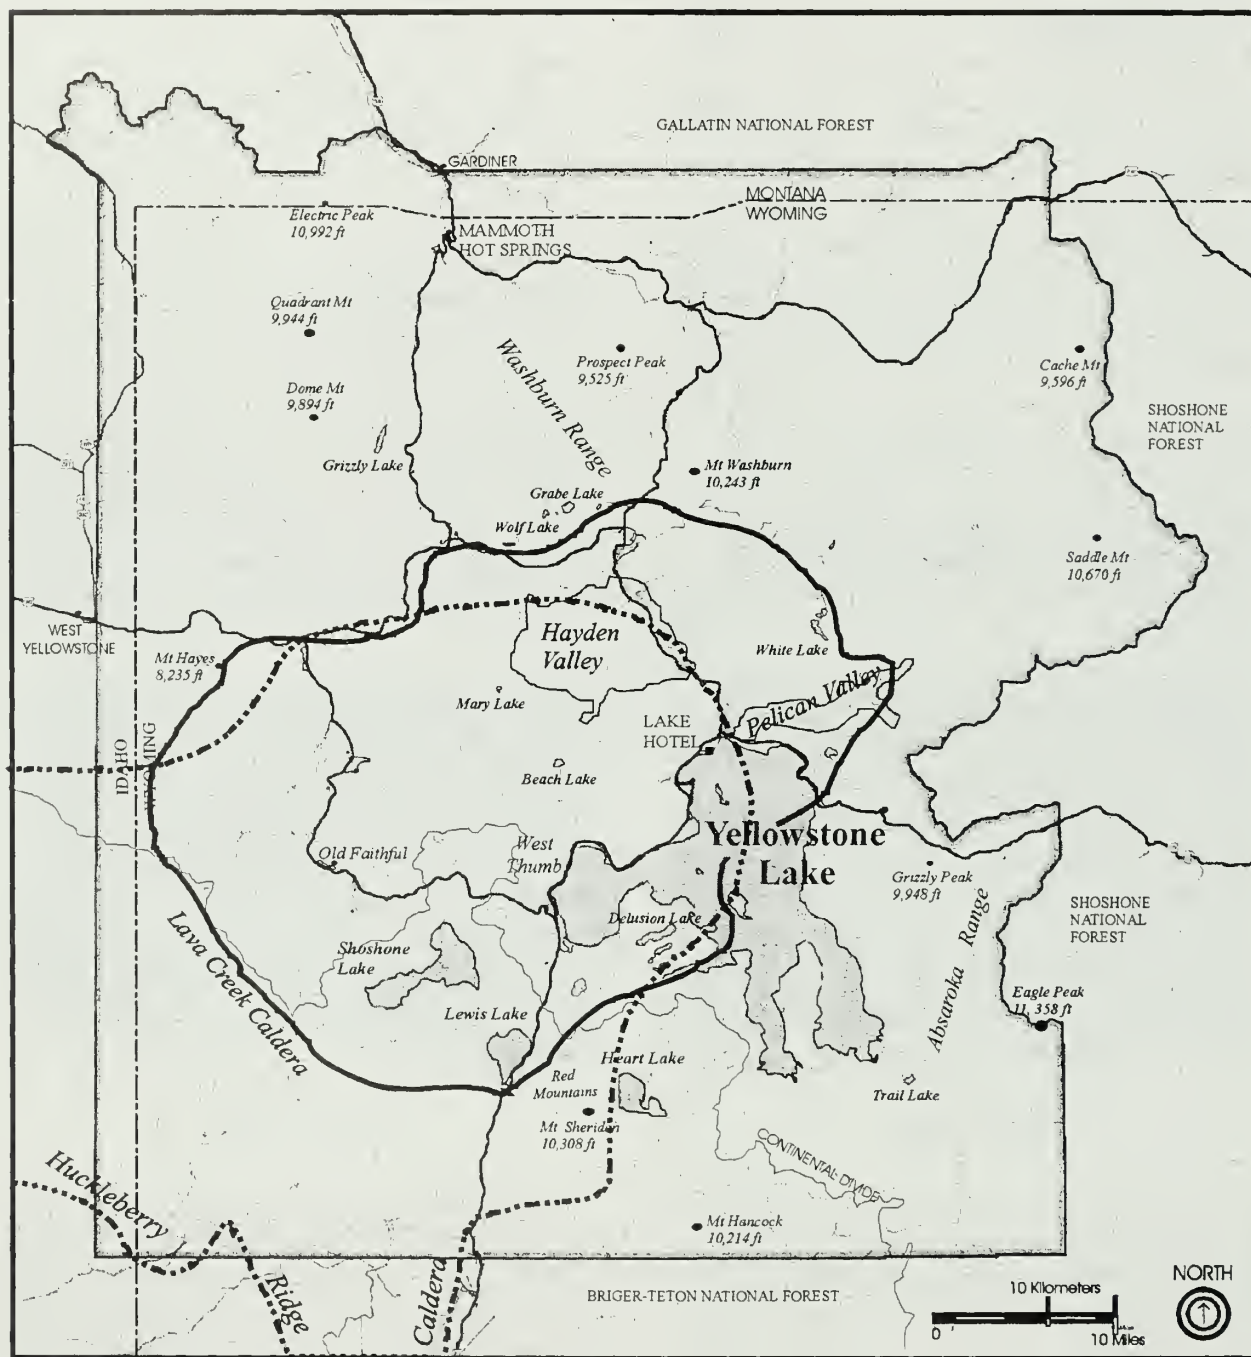 GALLATIN NATIONAL FOREST
GARDINER
MONTANA
WYOMING
Electric Peak
10,992 ft
MAMMOTH
HOT SPRINGS
Quadrant Mt
9,944 ft
Washburn Range
Prospect Peak
9,525 ft
Cache Mt
9,596 ft
Dome Mt
9,894 ft
SHOSHONE
NATIONAL
FOREST
Grizzly Lake
Mt Washburn
10,243 ft
Grabe Lake
Wolf Lake
Saddle Mt
10,670 ft
WEST
YELLOWSTONE
Hayden
Valley
Mt Hayes
8,235 ft
White Lake
Pelican Valley
Mary Lake
LAKE
HOTEL
IDAHO
WYOMING
Beach Lake
Yellowstone
Lake
Old Faithful
West
Thumb
Grizzly Peak
9,948 ft
Absaroka Range
SHOSHONE
NATIONAL
FOREST
Delusion Lake
Lava Creek Caldera
Shoshone
Lake
Eagle Peak
11, 358 ft
Lewis Lake
Heart Lake
Red
Mountains
Trail Lake
Mt Sheridan
10,308 ft
CONTINENTAL DIVIDE
Huckleberry
Ridge
Caldera
Mt Hancock
10,214 ft
BRIGER-TETON NATIONAL FOREST
10 Kilometers
0
10 Miles
NORTH